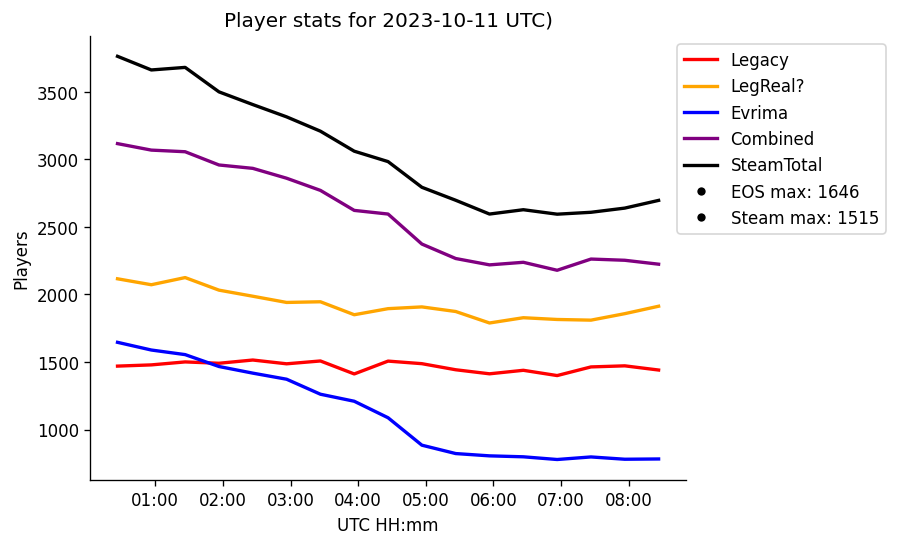 Player stats for 2023-10-11 UTC)
Legacy
LegReal?
Evrima
Combined
SteamTotal
EOS max: 1646
Steam max: 1515
Players
3500
3000
2500
2000
1500
1000
01:00 02:00 03:00 04:00 05:00 06:00 07:00 08:00
UTC HH:mm